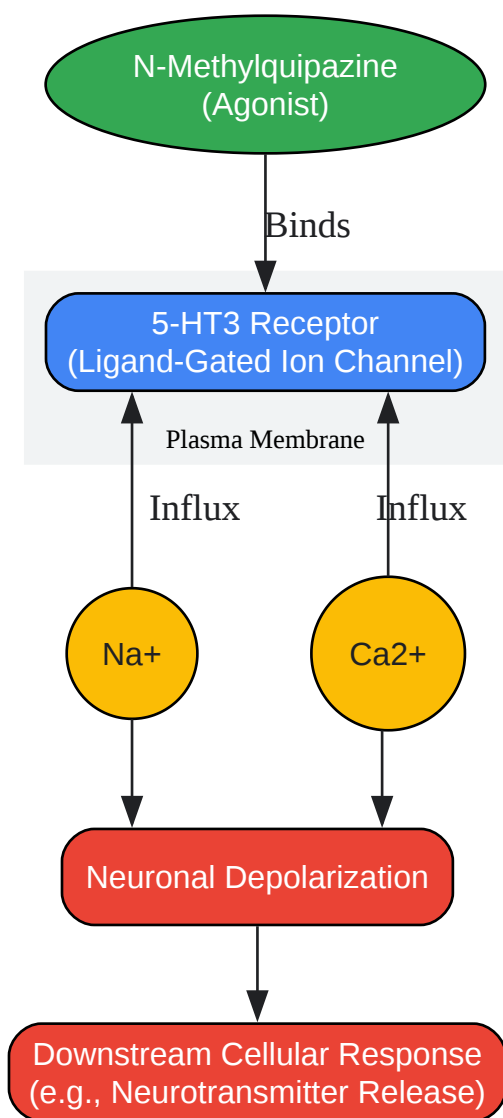 N-Methylquipazine
(Agonist)
Binds
5-HT3 Receptor
(Ligand-Gated Ion Channel)
Plasma Membrane
Influx
Influx
Na+
Ca2+
Neuronal Depolarization
Downstream Cellular Response
(e.g., Neurotransmitter Release)